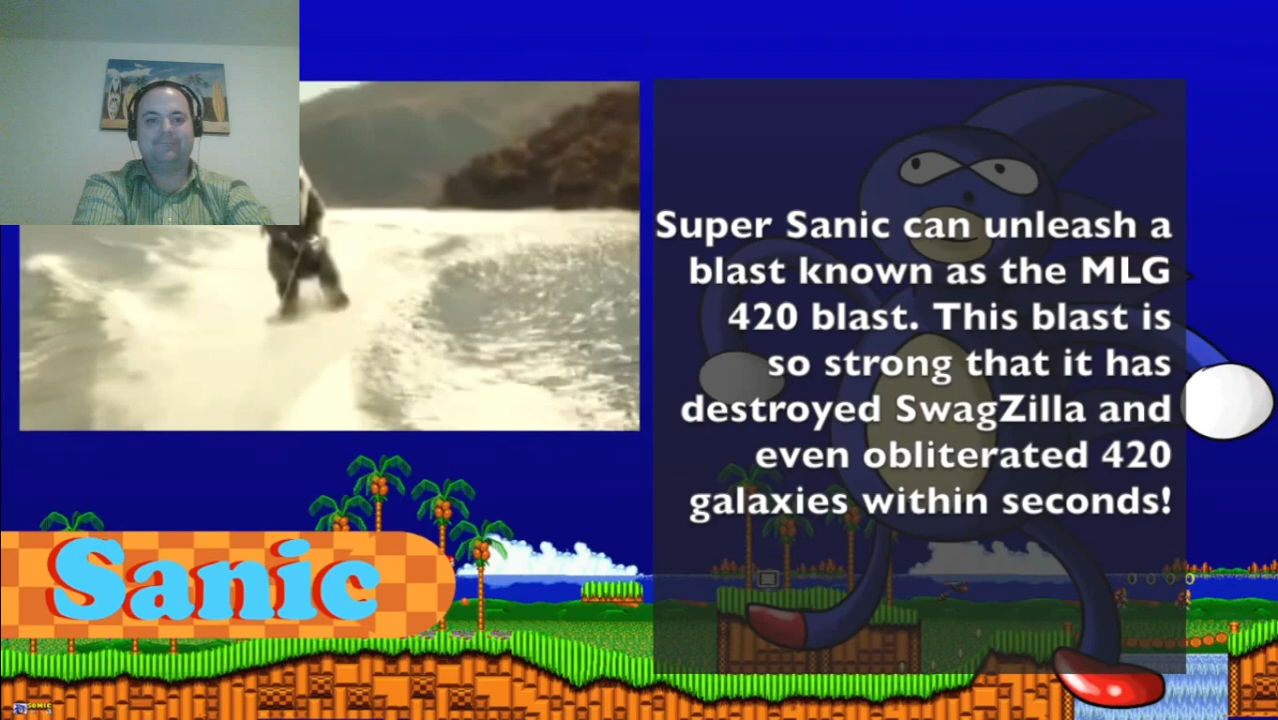 Super Sanic can unleash a
blast known as the MLG
420 blast. This blast is
so strong that it has
destroyed SwagZilla and
even obliterated 420
galaxies within seconds!
Sanic
SONIC